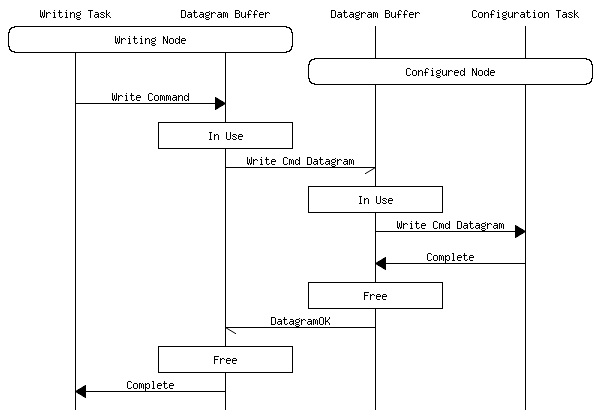 Writing Task
Datagram Buffer
Datagram Buffer
Configuration Task
Writing Node
Configured Node
Write Command
In Use
Write Cmd Datagram
In Use
Write Cmd Datagram
Complete
Free
DatagramOK
Free
Complete